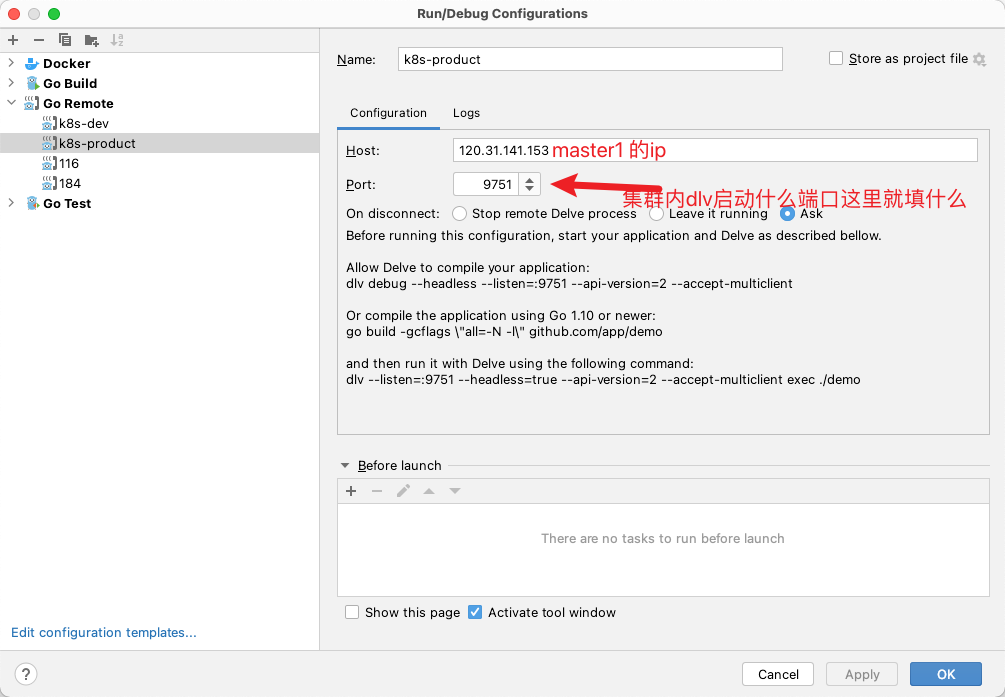 Run/Debug Configurations
Docker
Go Build
Go Remote
k8s-dev
k8s-product
116
184
Go Test
Edit configuration templates...
Name: k8s-product
Store as project file
Configuration Logs
Host: 120.31.141.153 master1 的ip
Port: 9751
集群内dlv启动什么端口这里就填什么
On disconnect: Stop remote Delve process Leave it running Ask
Before running this configuration, start your application and Delve as described bellow.
Allow Delve to compile your application:
dlv debug --headless --listen=:9751 --api-version=2 --accept-multiclient
Or compile the application using Go 1.10 or newer:
go build -gcflags \"all=-N -l\" github.com/app/demo
and then run it with Delve using the following command:
dlv --listen=:9751 --headless=true --api-version=2 --accept-multiclient exec ./demo
Before launch
There are no tasks to run before launch
Show this page Activate tool window
? Cancel Apply OK